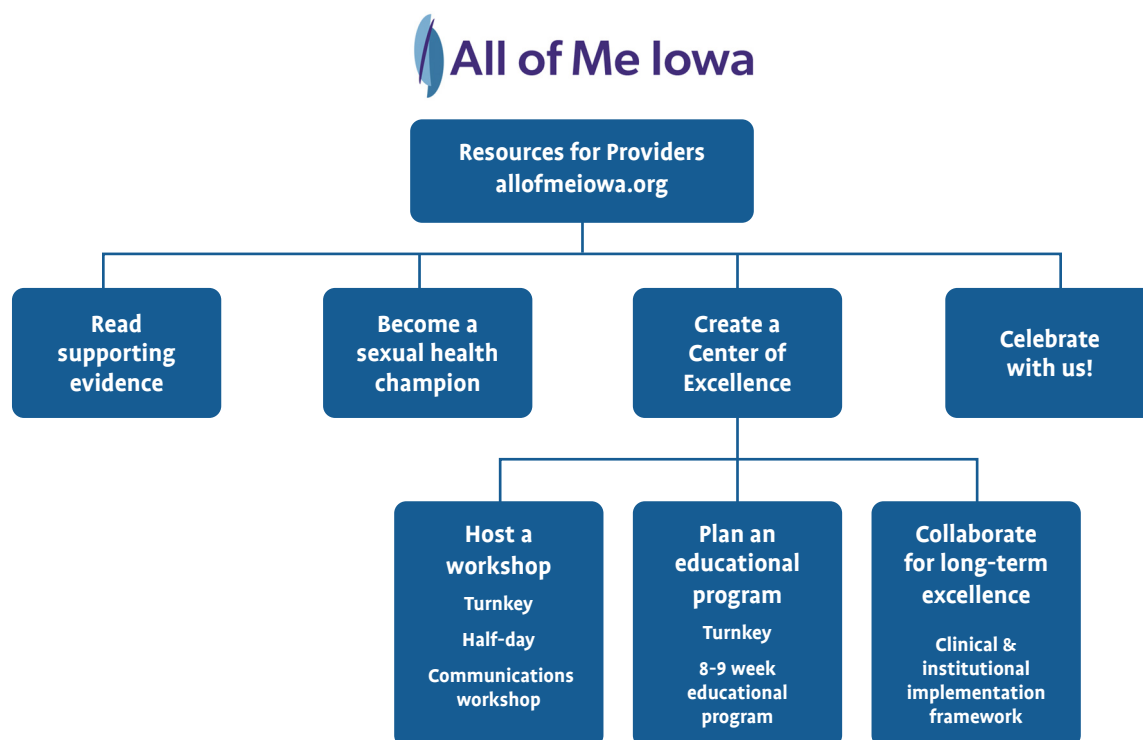 All of Me Iowa
Resources for Providers
allofmeiowa.org
Read
supporting
evidence
Become a
sexual health
champion
Create a
Center of
Excellence
Celebrate
with us!
Host a
workshop
Turnkey
Half-day
Communications
workshop
Plan an
educational
program
Turnkey
8-9 week
educational
program
Collaborate
for long-term
excellence
Clinical &
institutional
implementation
framework